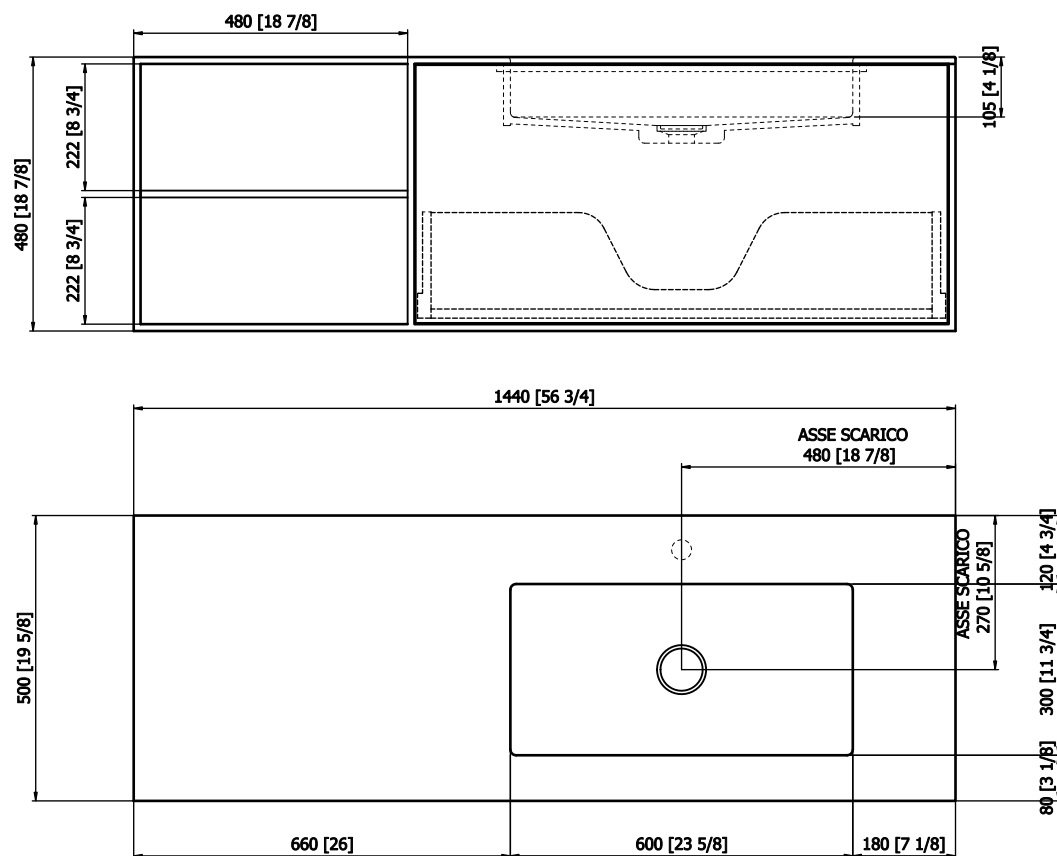 480 [18 7/8]
105 [4 1/8]
222 [8 3/4]
480 [18 7/8]
222 [8 3/4]
1440 [56 3/4]
ASSE SCARICO
480 [18 7/8]
120 [4 3/4]
ASSE SCARICO
270 [10 5/8]
500 [19 5/8]
300 [11 3/4]
80 [3 1/8]
660 [26]
600 [23 5/8]
180 [7 1/8]